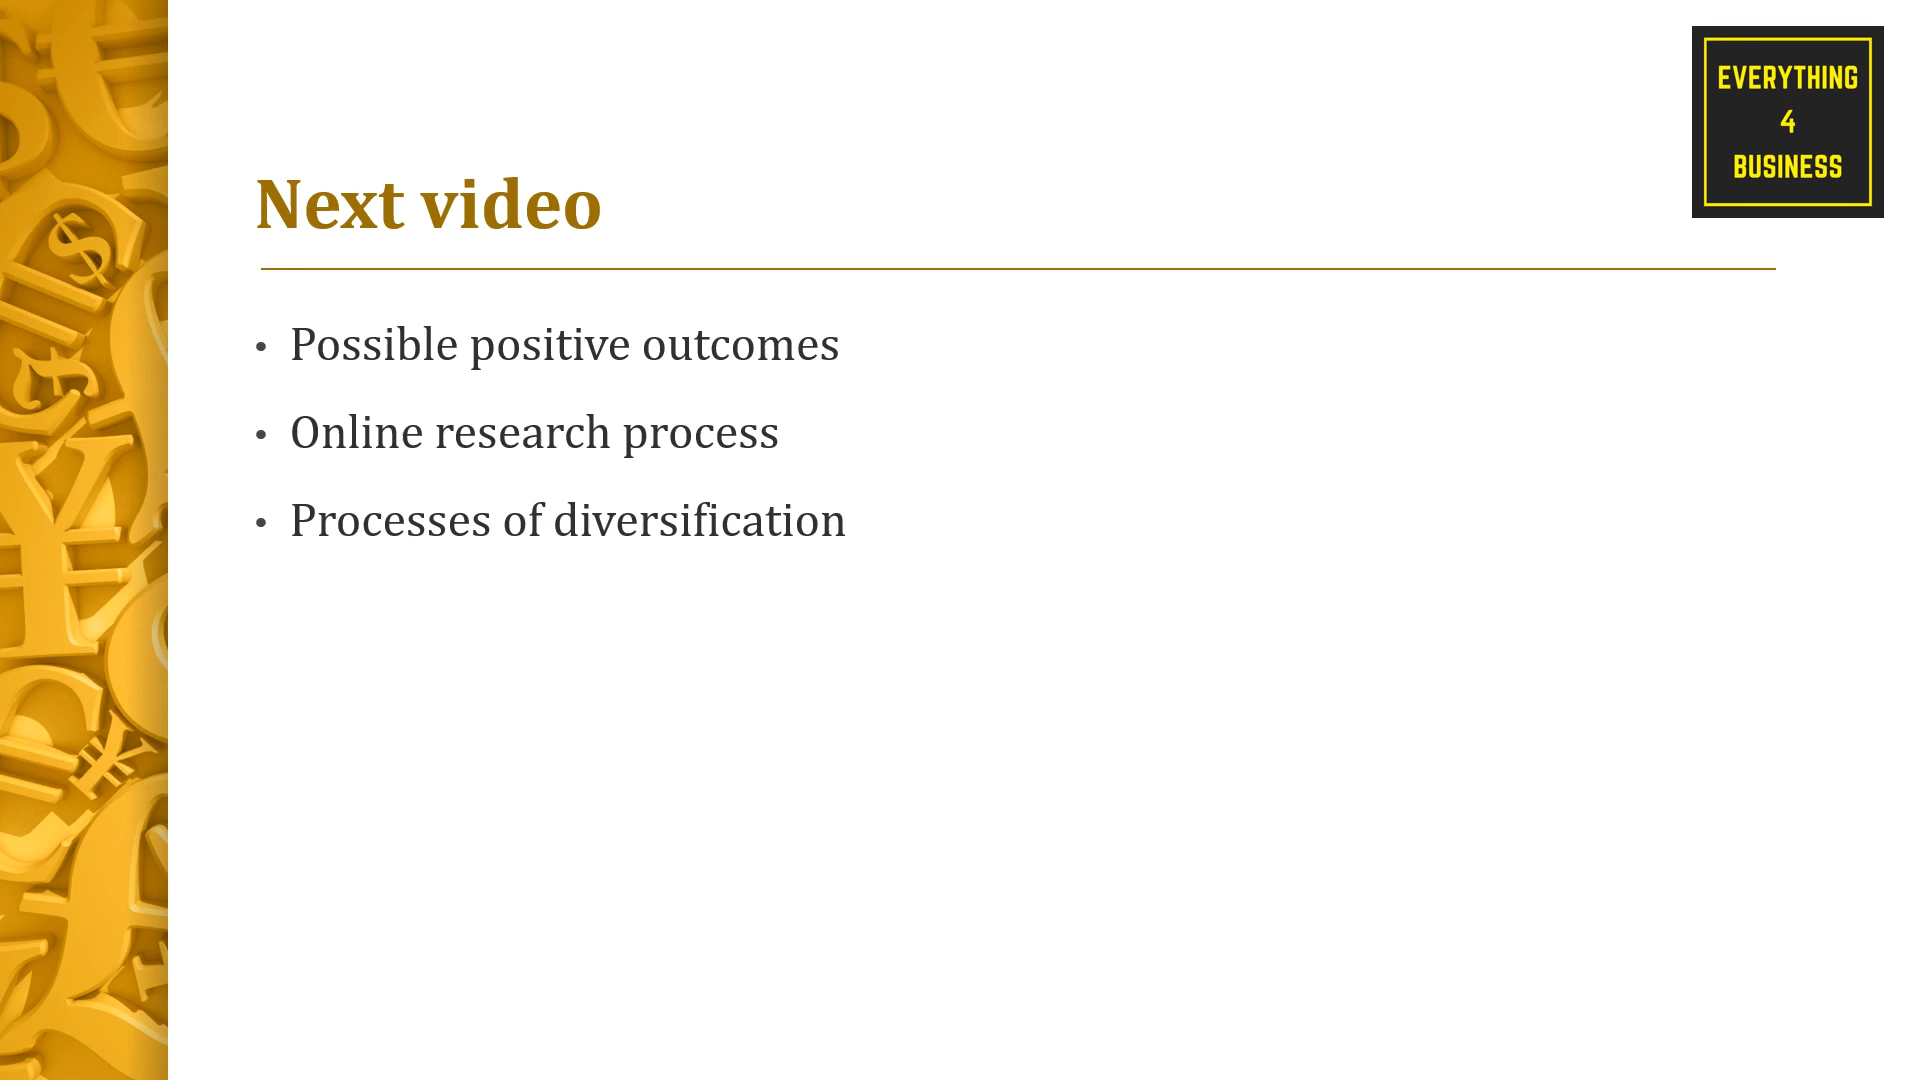 EVERYTHING
4
BUSINESS
Next video
• Possible positive outcomes
• Online research process
• Processes of diversification